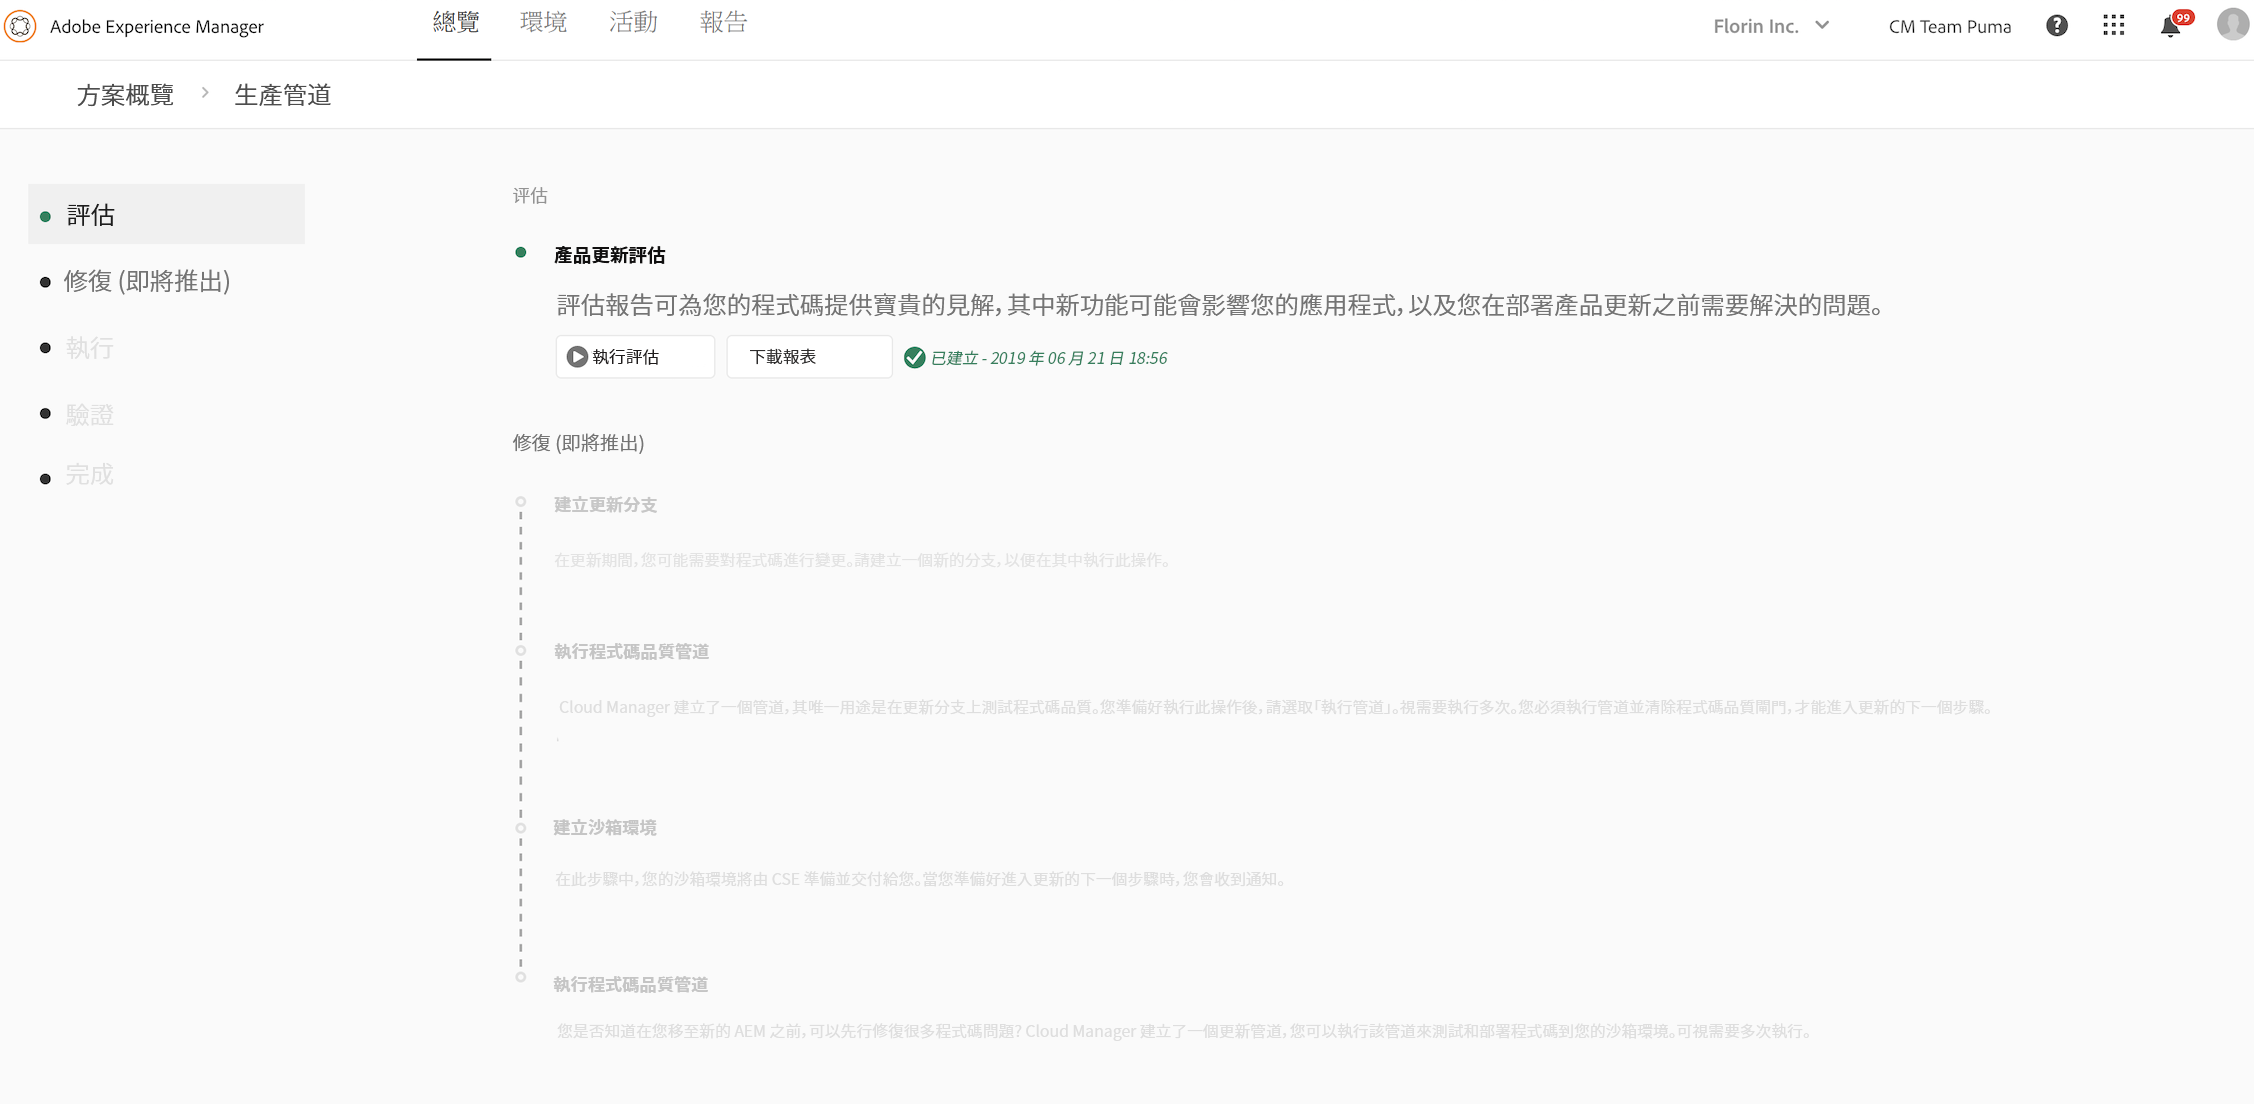 Adobe Experience Manager
總覽 環境 活動 報告
Florin Inc.
CM Team Puma
99
方案概覽 > 生產管道
評估
修復 (即將推出)
執行
驗證
完成
评估
產品更新評估
評估報告可為您的程式碼提供寶貴的見解，其中新功能可能會影響您的應用程式，以及您在部署產品更新之前需要解決的問題。
執行評估 下載報表 已建立 - 2019 年 06 月 21 日 18:56
修復 (即將推出)
建立更新分支
在更新期間，您可能需要對程式碼進行變更。請建立一個新的分支，以便在其中執行此操作。
執行程式碼品質管道
Cloud Manager 建立了一個管道，其唯一用途是在更新分支上測試程式碼品質。您準備好執行此操作後，請選取「執行管道」。視需要執行多次。您必須執行管道並清除程式碼品質閘門，才能進入更新的下一個步驟。
建立沙箱環境
在此步驟中，您的沙箱環境將由 CSE 準備並交付給您。當您準備好進入更新的下一個步驟時，您會收到通知。
執行程式碼品質管道
您是否知道在您移至新的 AEM 之前，可以先行修復很多程式碼問題? Cloud Manager 建立了一個更新管道，您可以執行該管道來測試和部署程式碼到您的沙箱環境。可視需要多次執行。